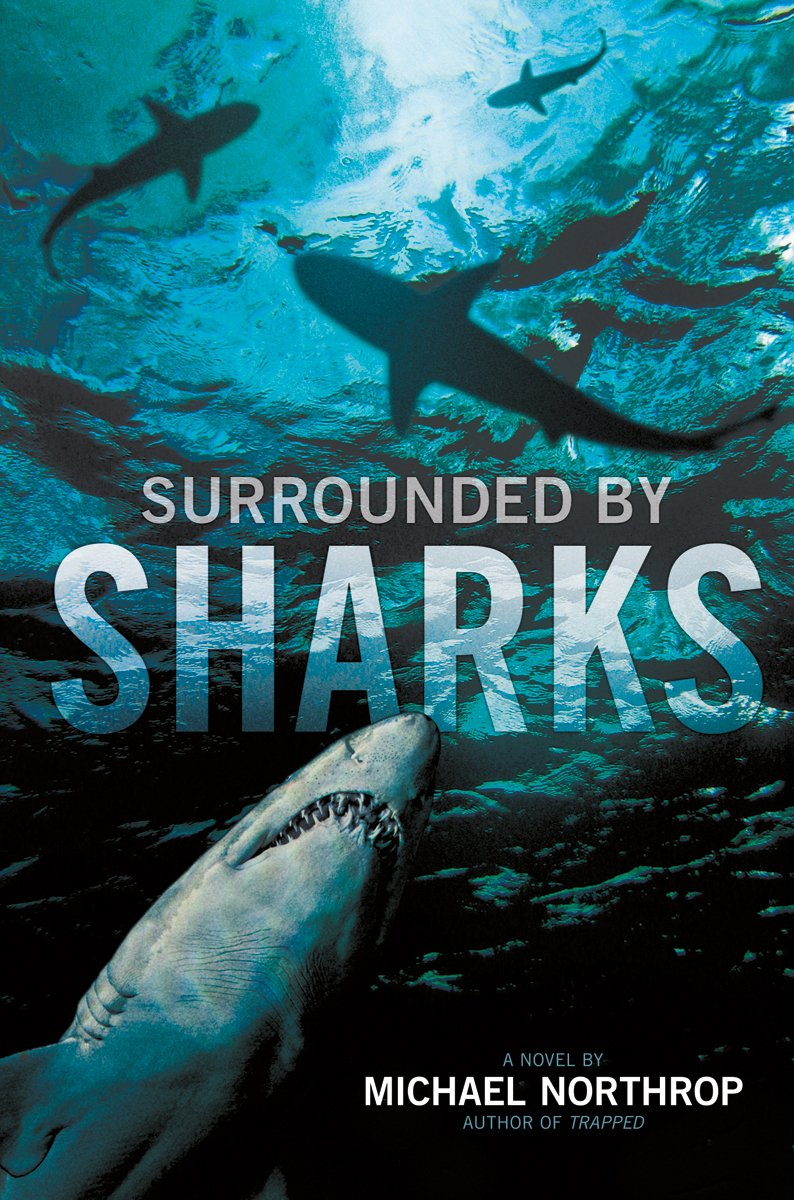 SURROUNDED BY
SHARKS
A NOVEL BY
MICHAEL NORTHROP
AUTHOR OF TRAPPED